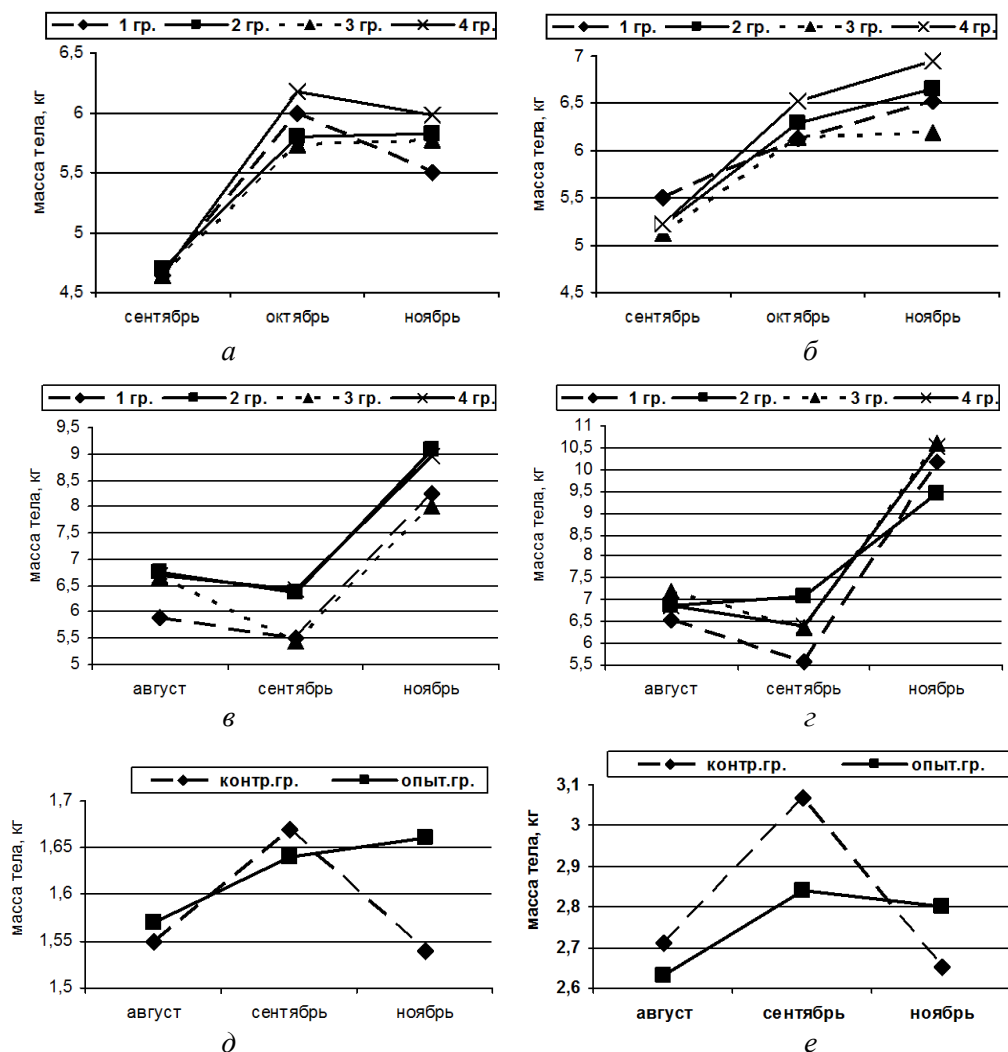 1 гр. 2 гр. 3 гр. 4 гр.
масса тела, кг
6,5
6
5,5
5
4,5
сентябрь октябрь ноябрь
а
1 гр. 2 гр. 3 гр. 4 гр.
масса тела, кг
7
6,5
6
5,5
5
4,5
сентябрь октябрь ноябрь
б
1 гр. 2 гр. 3 гр. 4 гр.
масса тела, кг
9,5
9
8,5
8
7,5
7
6,5
6
5,5
5
август сентябрь ноябрь
в
1 гр. 2 гр. 3 гр. 4 гр.
масса тела, кг
11
10,5
10
9,5
9
8,5
8
7,5
7
6,5
6
5,5
август сентябрь ноябрь
г
контр.гр. опыт.гр.
масса тела, кг
1,7
1,65
1,6
1,55
1,5
август сентябрь ноябрь
д
контр.гр. опыт.гр.
масса тела, кг
3,1
3
2,9
2,8
2,7
2,6
август сентябрь ноябрь
е